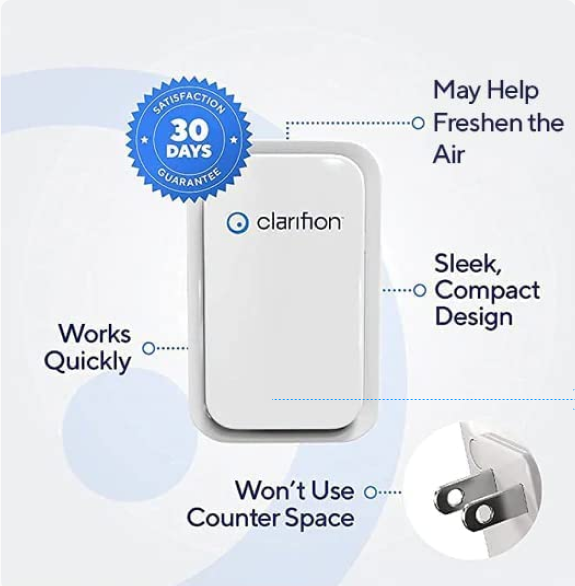 May Help
Freshen the
Air
SATISFACTION
30
DAYS
GUARANTEE
clarifion
Sleek,
Compact
Design
Works
Quickly
Won't Use
Counter Space